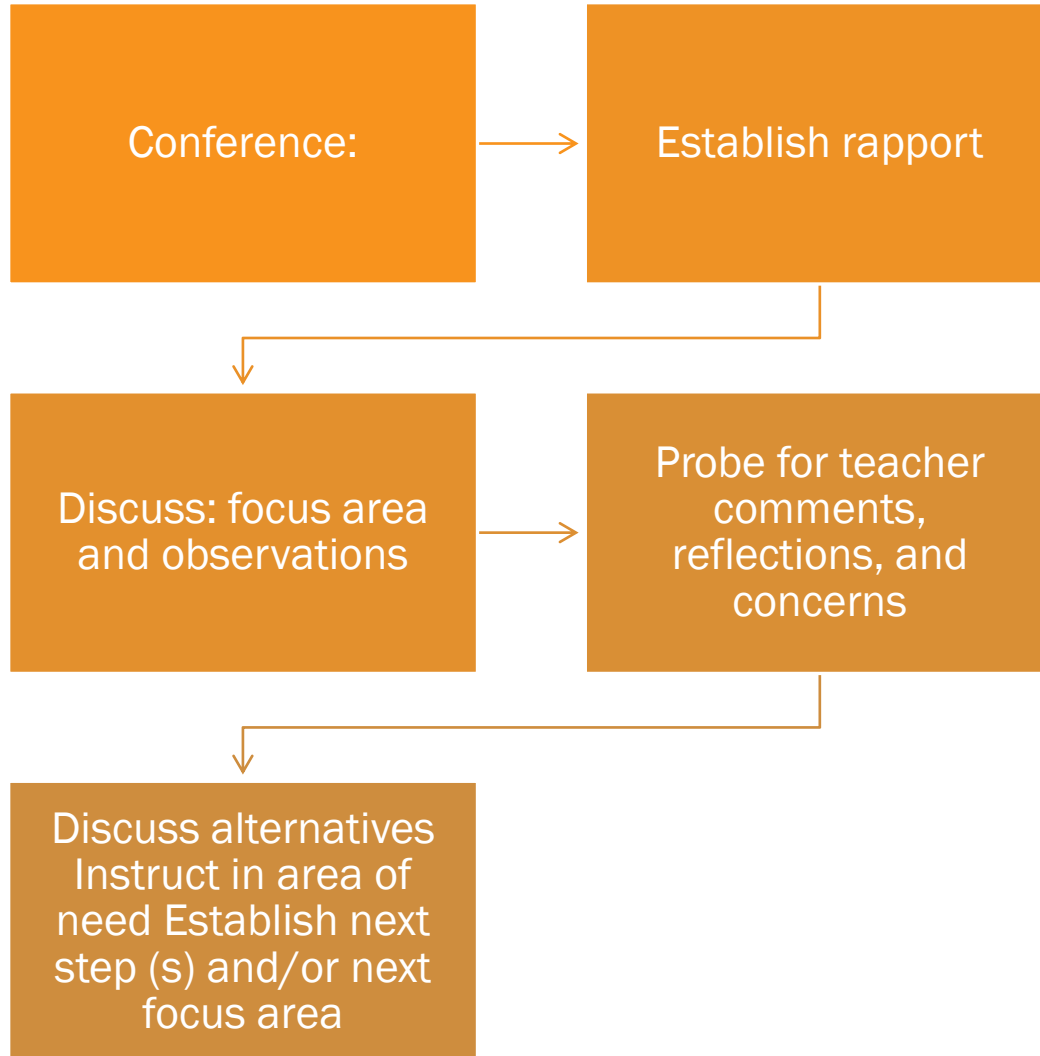 Conference:
Establish rapport
Discuss: focus area
and observations
Probe for teacher
comments,
reflections, and
concerns
Discuss alternatives
Instruct in area of
need Establish next
step (s) and/or next
focus area